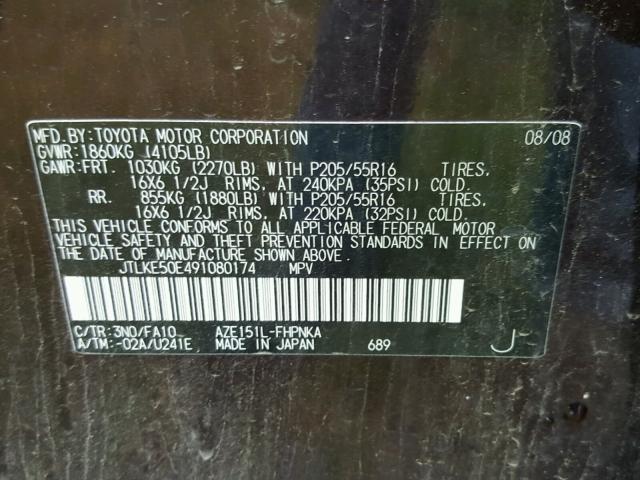 MFD.BY:TOYOTA MOTOR CORPORATION 08/08
GVWR:1860KG (4105LB)
GAWR:FRT. 1030KG (2270LB) WITH P205/55R16 TIRES,
16X6 1/2J RIMS, AT 240KPA (35PSI) COLD.
RR. 855KG (1880LB) WITH P205/55R16 TIRES,
16X6 1/2J RIMS, AT 220KPA (32PSI) COLD.
THIS VEHICLE CONFORMS TO ALL APPLICABLE FEDERAL MOTOR
VEHICLE SAFETY AND THEFT PREVENTION STANDARDS IN EFFECT ON
THE DATE OF MANUFACTURE SHOWN ABOVE.
JTLKE50E491080174 MPV
C/TR:3N0/FA10 AZE151L-FHPNKA
A/TM:-02A/U241E MADE IN JAPAN 689 J